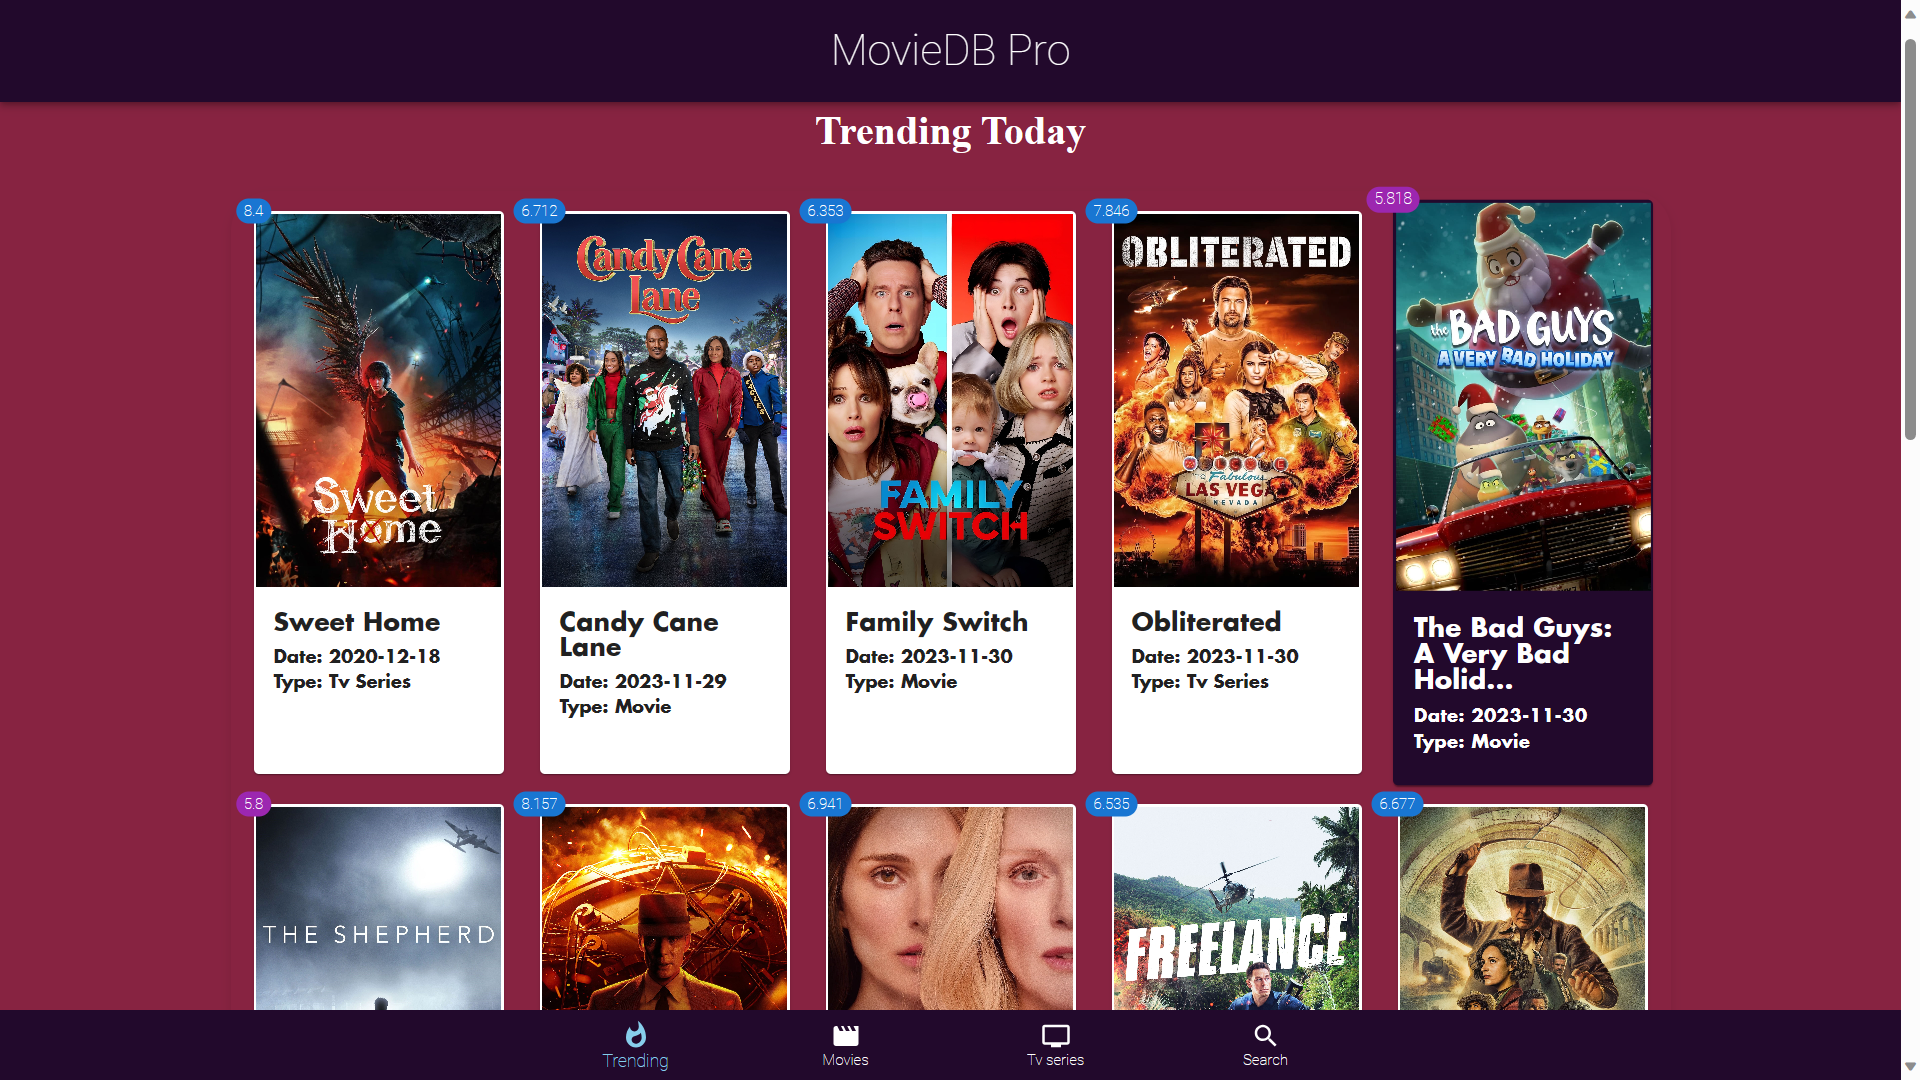 MovieDB Pro
Trending Today
8.4
6.712
6.353
7.846
5.818
Sweet
Home
Candy Cane
Lane
FAMILY
SWITCH
OBLITERATED
WELCOME
Fabulous
LAS VEGA
NEVADA
the BAD GUYS
A VERY BAD HOLIDAY
Sweet Home
Date: 2020-12-18
Type: Tv Series
Candy Cane
Lane
Date: 2023-11-29
Type: Movie
Family Switch
Date: 2023-11-30
Type: Movie
Obliterated
Date: 2023-11-30
Type: Tv Series
The Bad Guys:
A Very Bad
Holid...
Date: 2023-11-30
Type: Movie
5.8
8.157
6.941
6.535
6.677
THE SHEPHERD
FREELANCE
Trending
Movies
Tv series
Search